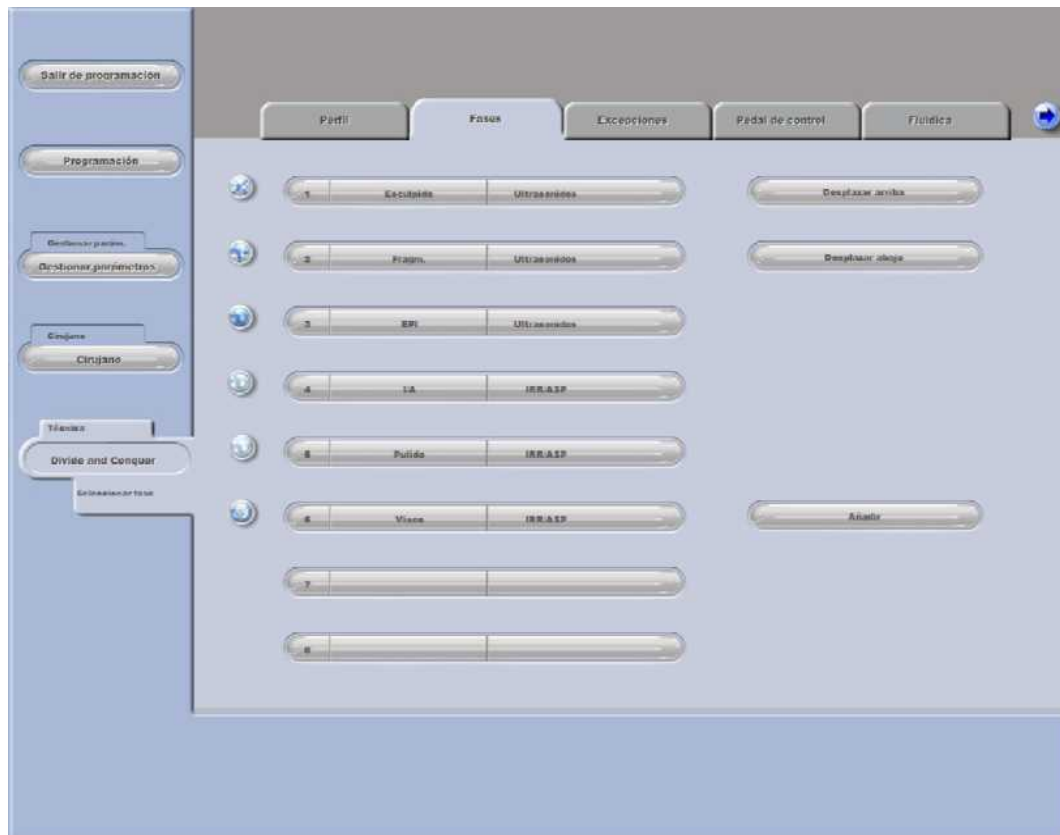 Salir de programación
Perfil
Fases
Excepciones
Pedal de control
Fluídica
Programación
1 Esculpido Ultrasonidos
Desplazar arriba
Gestionar parám.
Gestionar parámetros
2 Fragm. Ultrasonidos
Desplazar abajo
3 EPI Ultrasonidos
Cirujano
Cirujano
4 I/A IRR/ASP
Técnica
Divide and Conquer
5 Pulido IRR/ASP
Seleccionar fase
6 Visco IRR/ASP
Añadir
7
8